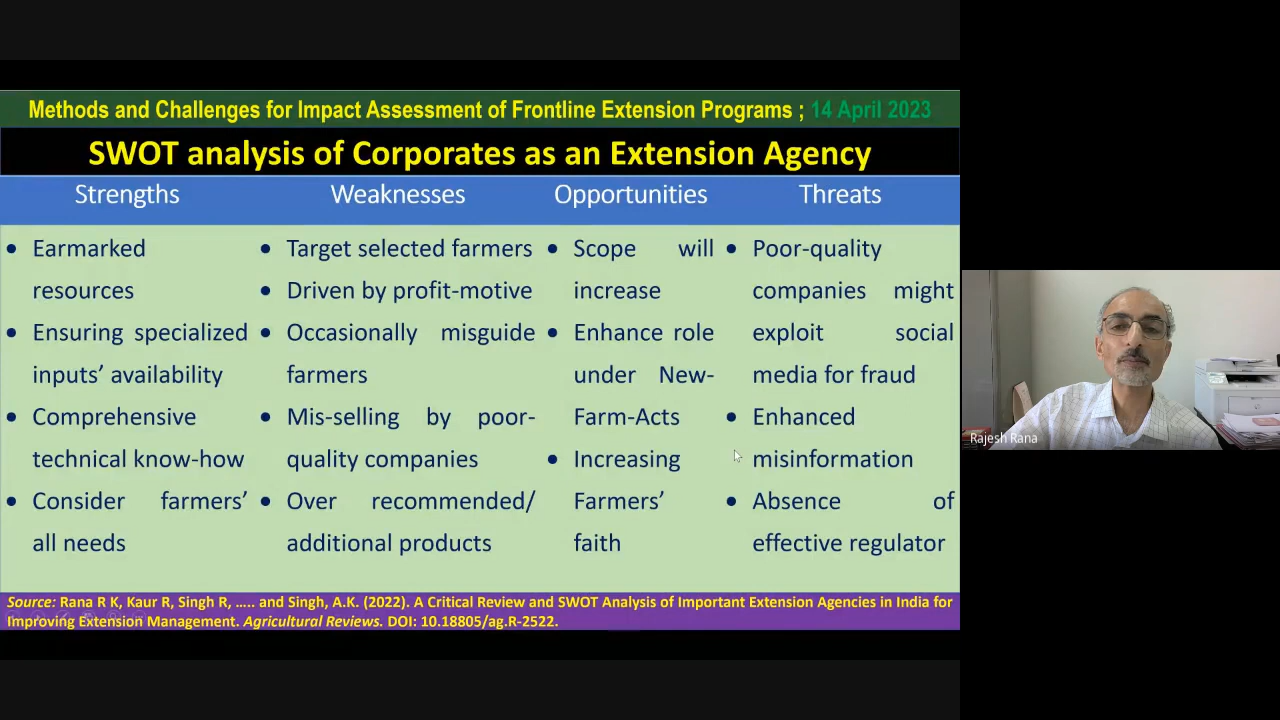 Methods and Challenges for Impact Assessment of Frontline Extension Programs ; 14 April 2023
SWOT analysis of Corporates as an Extension Agency
Strengths
Weaknesses
Opportunities
Threats
• Earmarked
resources
• Ensuring specialized
inputs’ availability
• Comprehensive
technical know-how
• Consider farmers’
all needs
• Target selected farmers
• Driven by profit-motive
• Occasionally misguide
farmers
• Mis-selling by poor-
quality companies
• Over recommended/
additional products
• Scope will
increase
• Enhance role
under New-
Farm-Acts
• Increasing
Farmers’
faith
• Poor-quality
companies might
exploit social
media for fraud
• Enhanced
misinformation
• Absence of
effective regulator
Source: Rana R K, Kaur R, Singh R, ..... and Singh, A.K. (2022). A Critical Review and SWOT Analysis of Important Extension Agencies in India for
Improving Extension Management. Agricultural Reviews. DOI: 10.18805/ag.R-2522.
Rajesh Rana